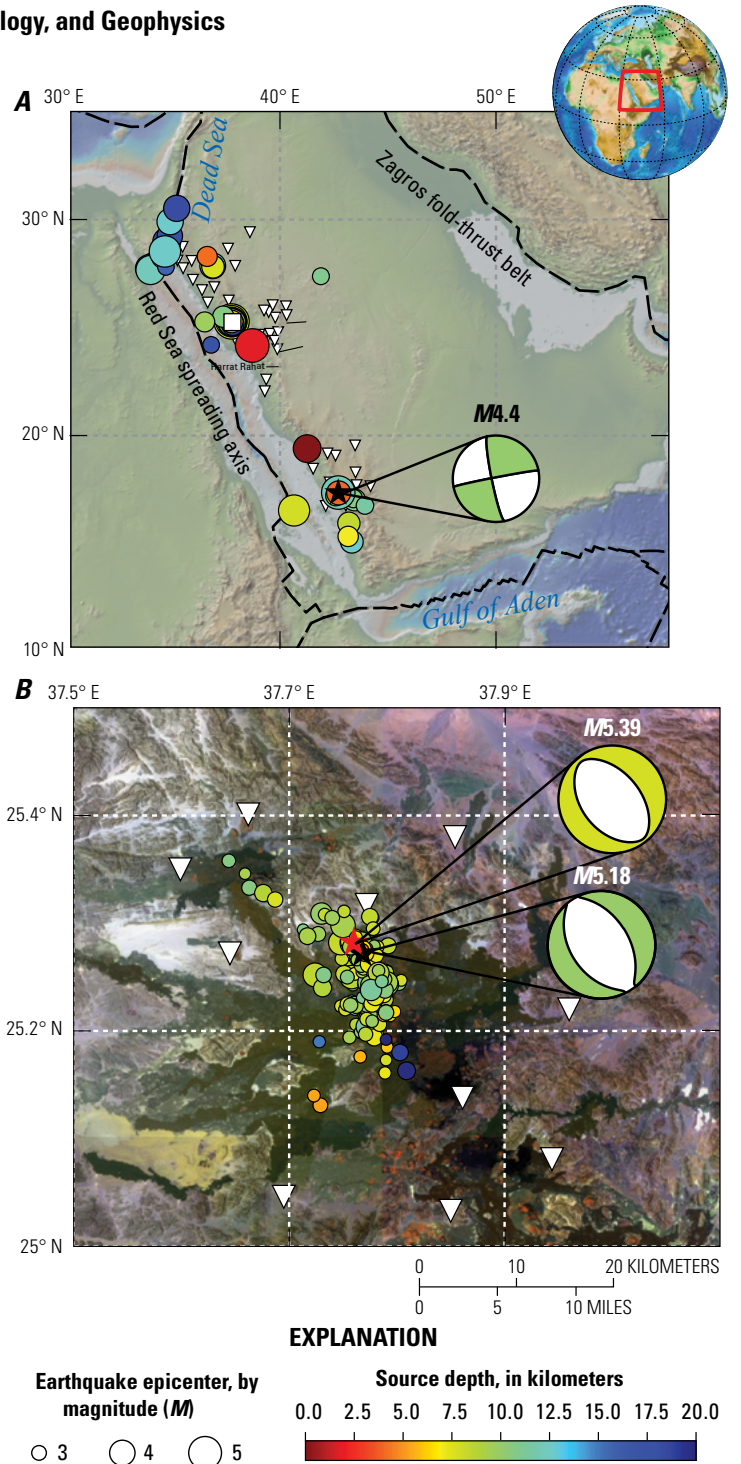 logy, and Geophysics
A
30° E 40° E 50° E
Dead Sea
Zagros fold-thrust belt
30° N
Red Sea spreading axis
Harrat Rahat
20° N
M4.4
Gulf of Aden
10° N
B
37.5° E 37.7° E 37.9° E
M5.39
25.4° N
M5.18
25.2° N
25° N
0 10 20 KILOMETERS
0 5 10 MILES
EXPLANATION
Earthquake epicenter, by
magnitude (M)
3 4 5
Source depth, in kilometers
0.0 2.5 5.0 7.5 10.0 12.5 15.0 17.5 20.0